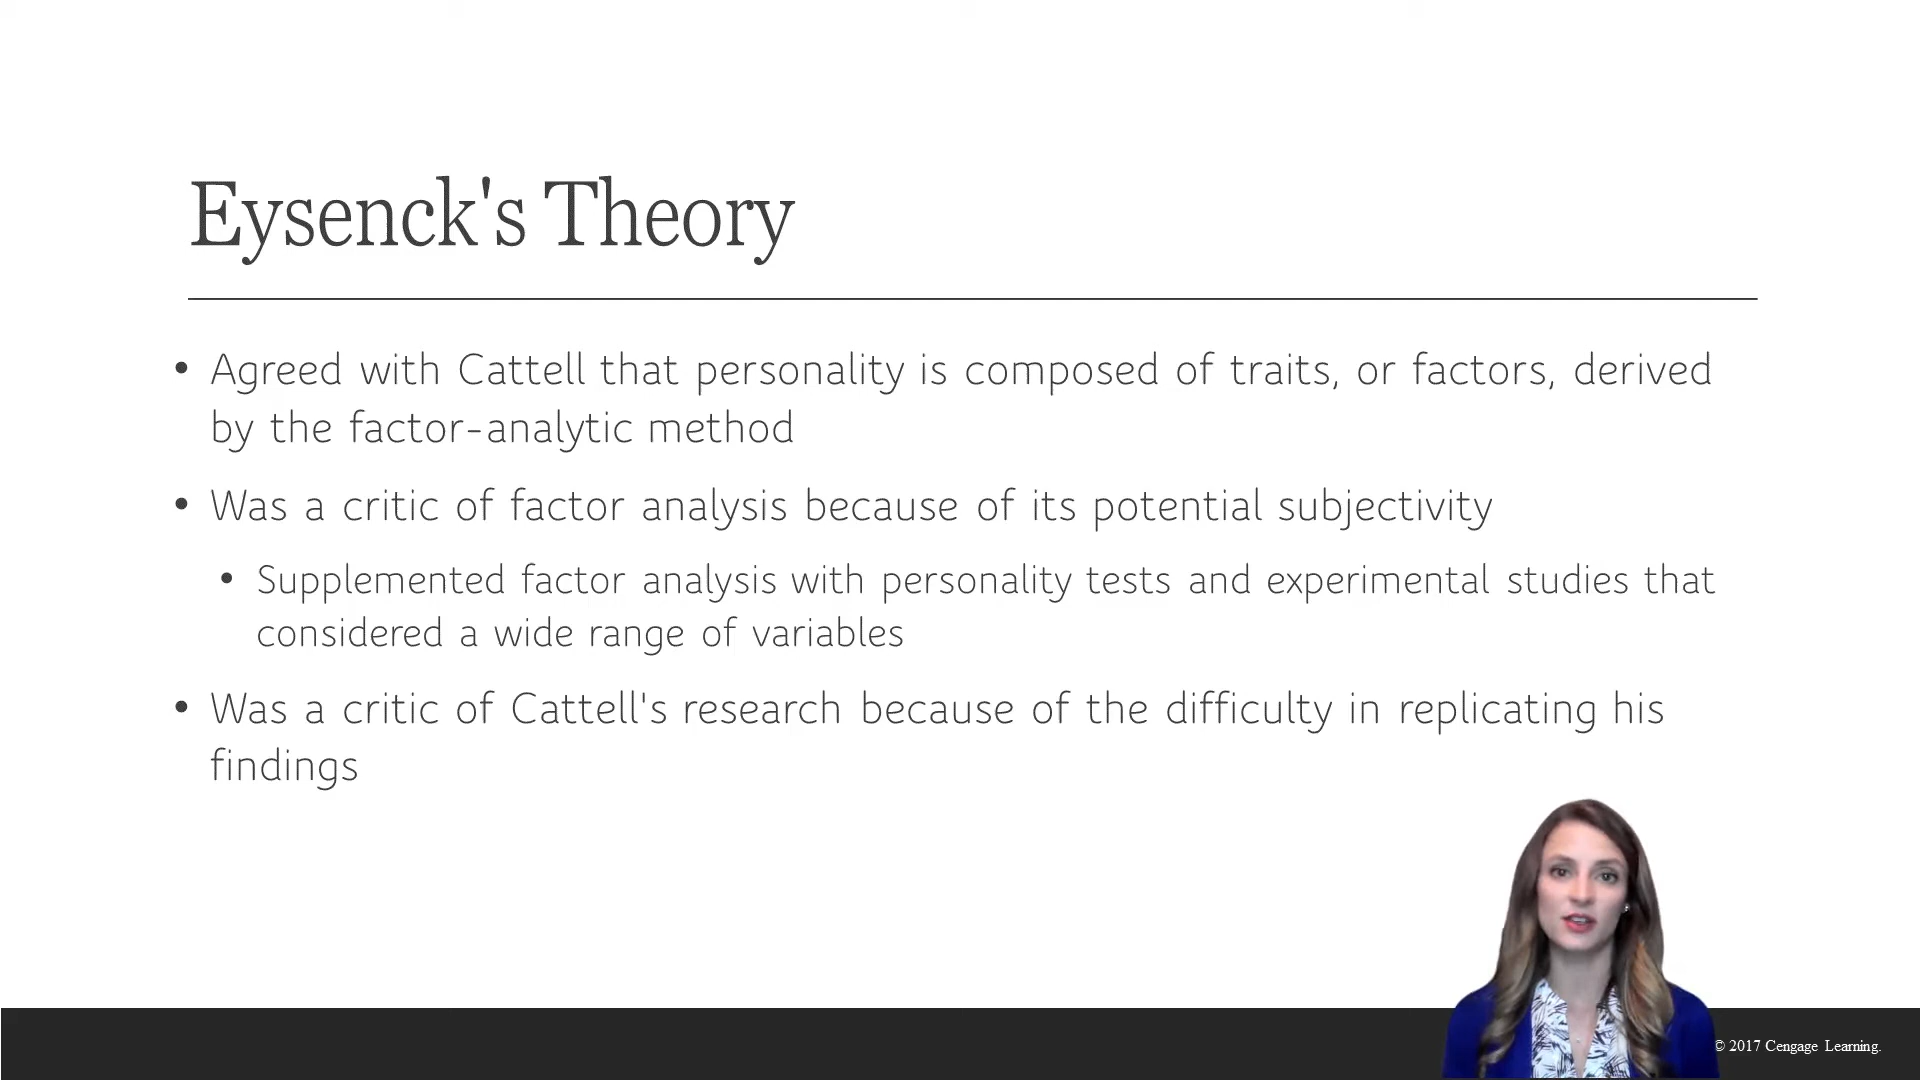 Eysenck's Theory
• Agreed with Cattell that personality is composed of traits, or factors, derived
by the factor-analytic method
• Was a critic of factor analysis because of its potential subjectivity
• Supplemented factor analysis with personality tests and experimental studies that
considered a wide range of variables
• Was a critic of Cattell's research because of the difficulty in replicating his
findings
© 2017 Cengage Learning.